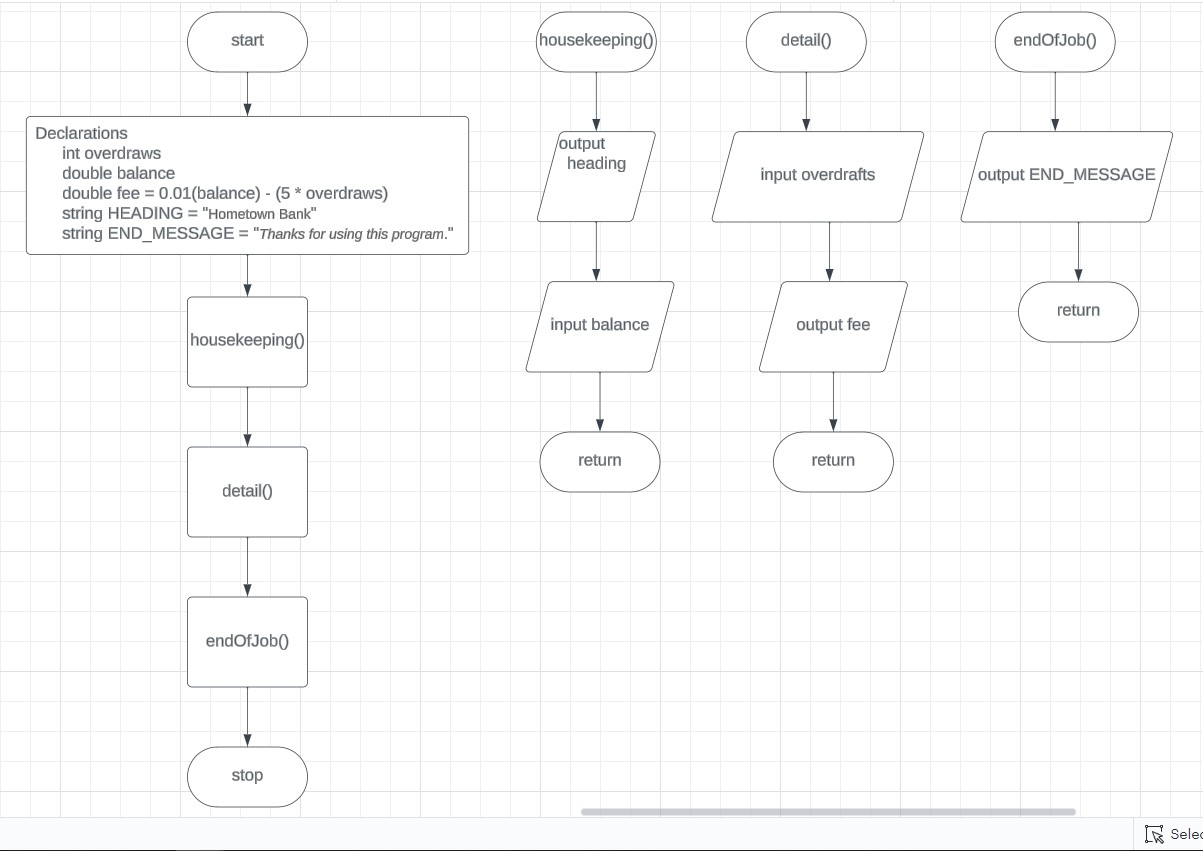 start
Declarations
int overdraws
double balance
double fee = 0.01(balance) - (5 * overdraws)
string HEADING = "Hometown Bank"
string END_MESSAGE = "Thanks for using this program."
housekeeping()
detail()
endOfJob()
stop
housekeeping()
output
heading
input balance
return
detail()
input overdrafts
output fee
return
endOfJob()
output END_MESSAGE
return
Selec